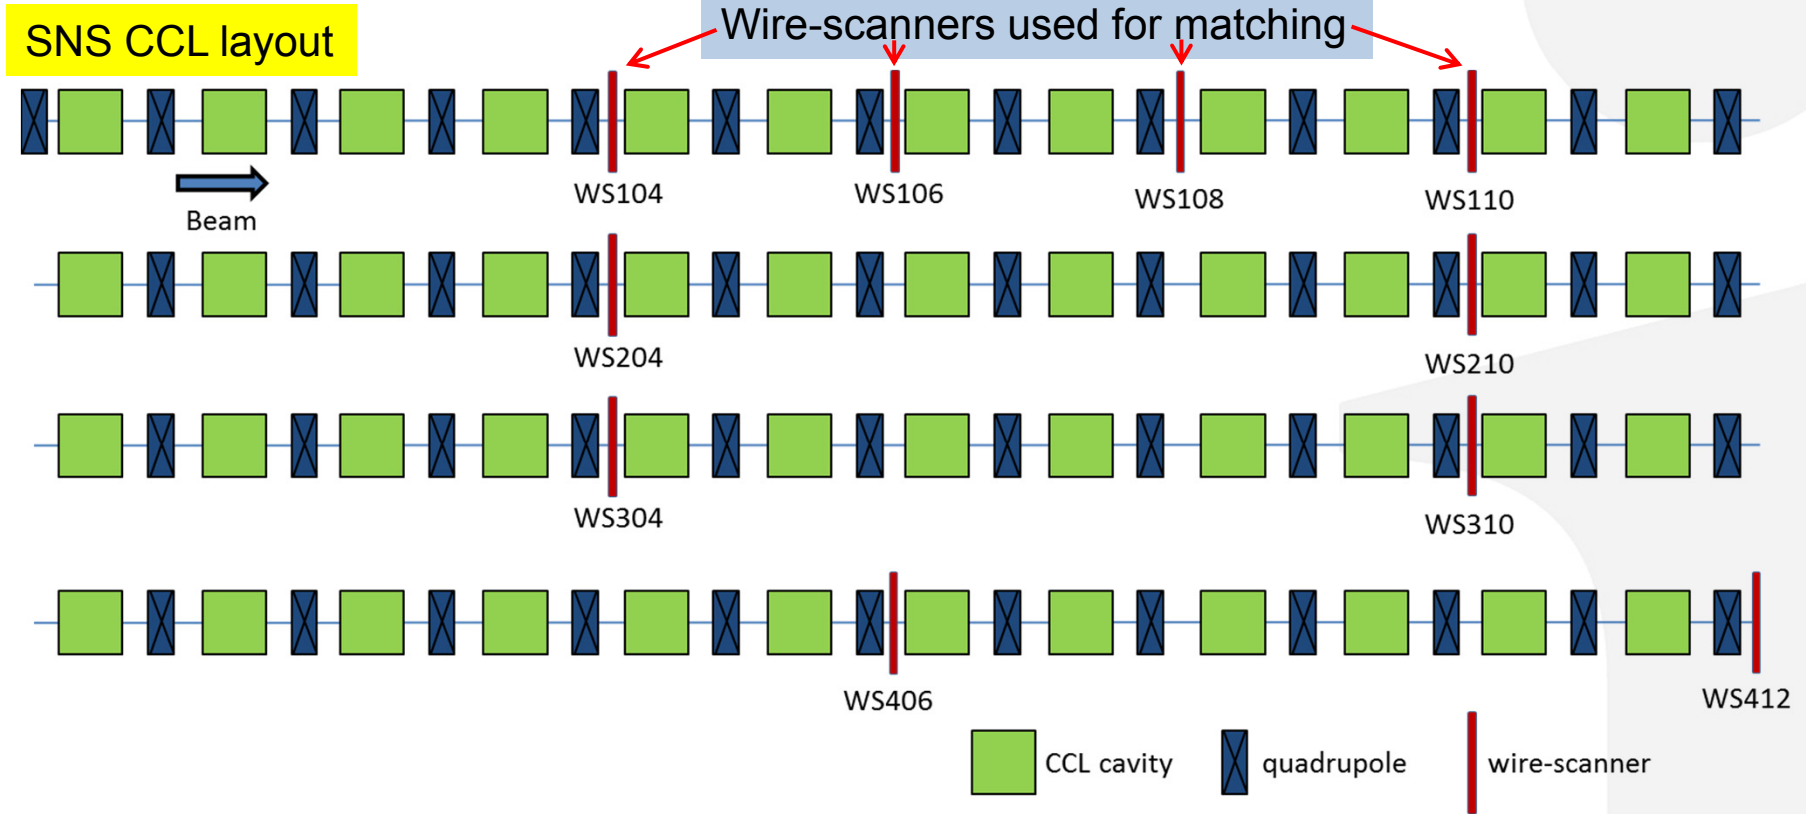 SNS CCL layout
Wire-scanners used for matching
Beam
WS104
WS106
WS108
WS110
WS204
WS210
WS304
WS310
WS406
WS412
CCL cavity
quadrupole
wire-scanner